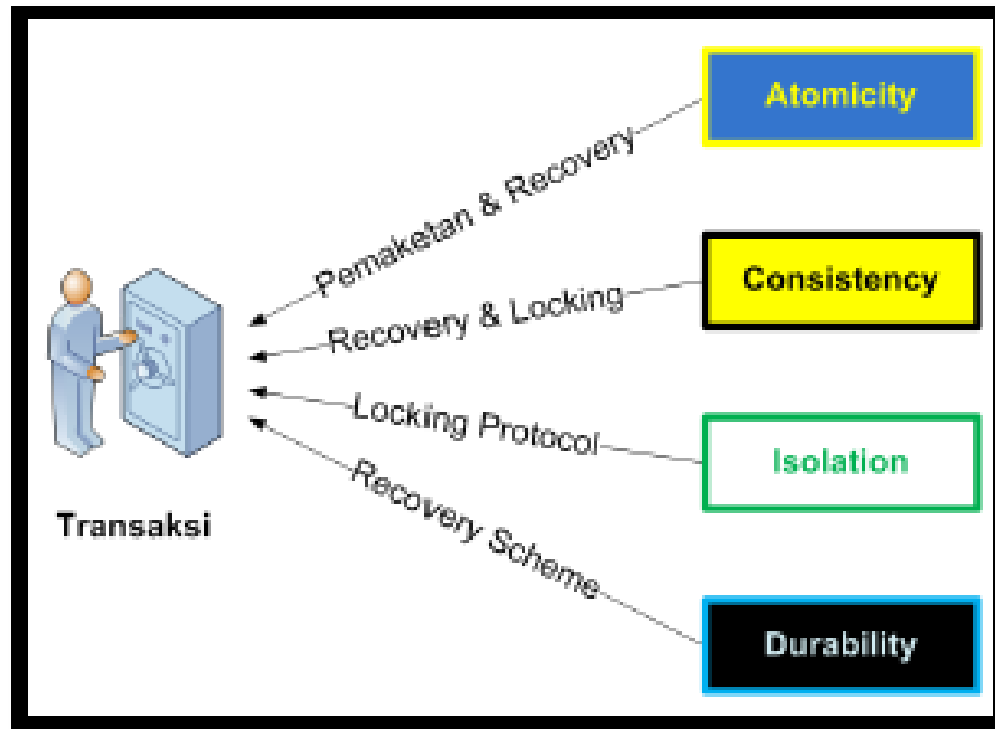 Atomicity
Pemaketan & Recovery
Consistency
Recovery & Locking
Locking Protocol
Isolation
Recovery Scheme
Transaksi
Durability